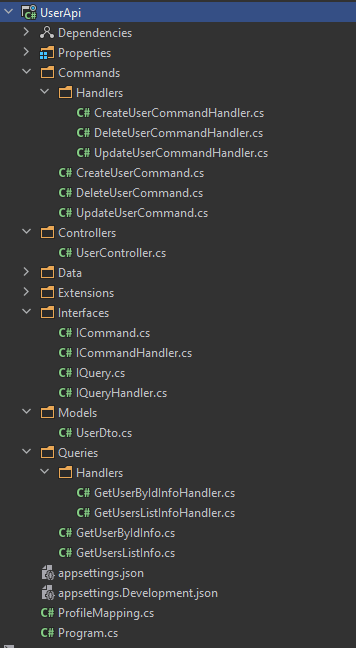 UserApi
Dependencies
Properties
Commands
Handlers
C# CreateUserCommandHandler.cs
C# DeleteUserCommandHandler.cs
C# UpdateUserCommandHandler.cs
C# CreateUserCommand.cs
C# DeleteUserCommand.cs
C# UpdateUserCommand.cs
Controllers
C# UserController.cs
Data
Extensions
Interfaces
C# ICommand.cs
C# ICommandHandler.cs
C# IQuery.cs
C# IQueryHandler.cs
Models
C# UserDto.cs
Queries
Handlers
C# GetUserByIdInfoHandler.cs
C# GetUsersListInfoHandler.cs
C# GetUserByIdInfo.cs
C# GetUsersListInfo.cs
appsettings.json
appsettings.Development.json
C# ProfileMapping.cs
C# Program.cs